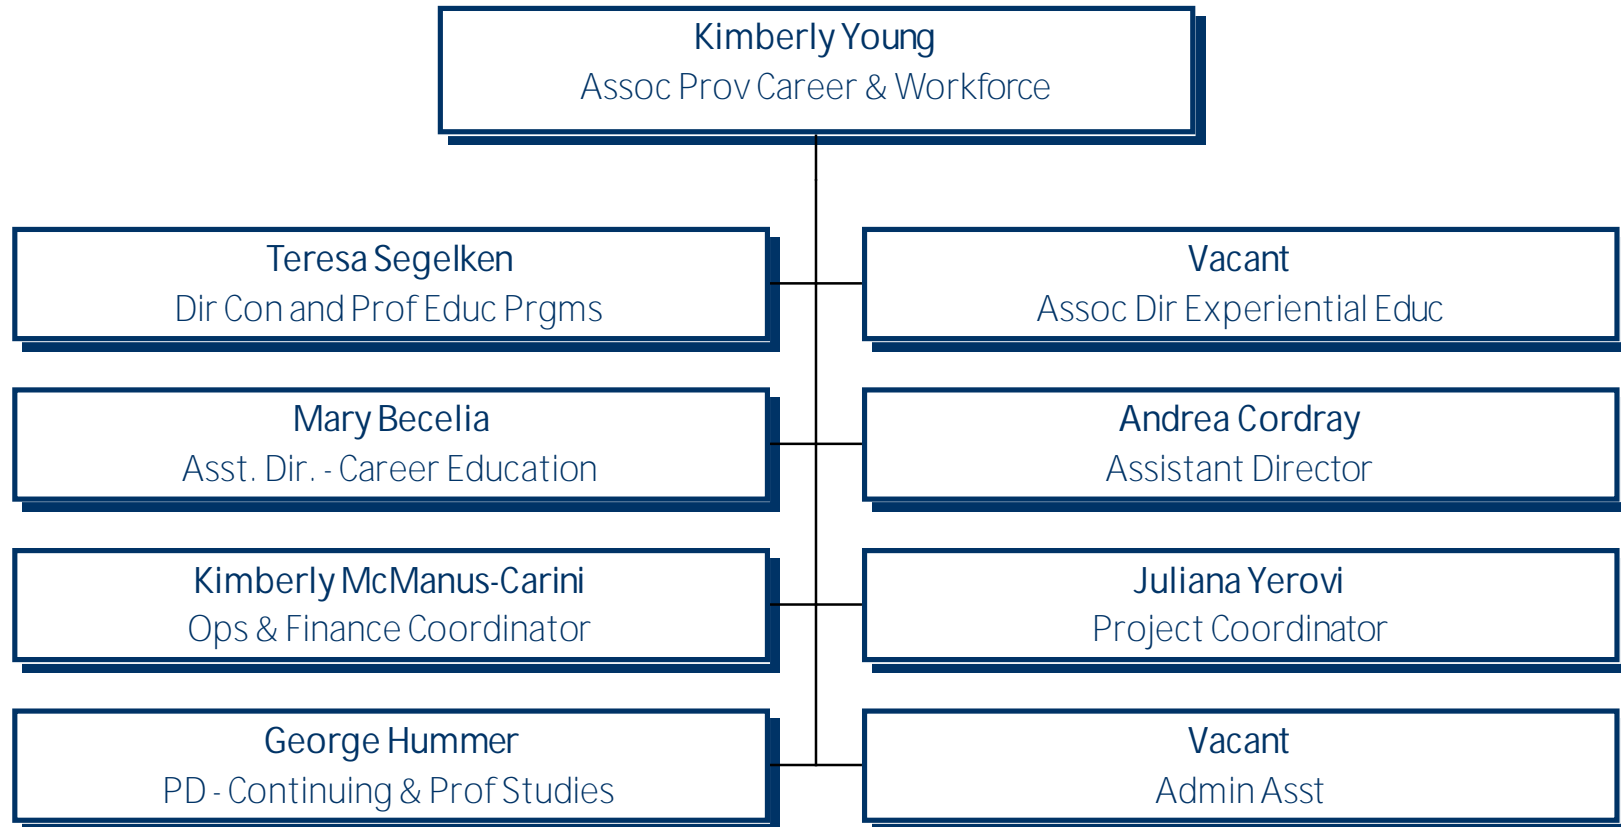 Kimberly Young
Assoc Prov Career & Workforce
Teresa Segelken
Dir Con and Prof Educ Prgms
Vacant
Assoc Dir Experiential Educ
Mary Becelia
Asst. Dir. - Career Education
Andrea Cordray
Assistant Director
Kimberly McManus-Carini
Ops & Finance Coordinator
Juliana Yerovi
Project Coordinator
George Hummer
PD - Continuing & Prof Studies
Vacant
Admin Asst